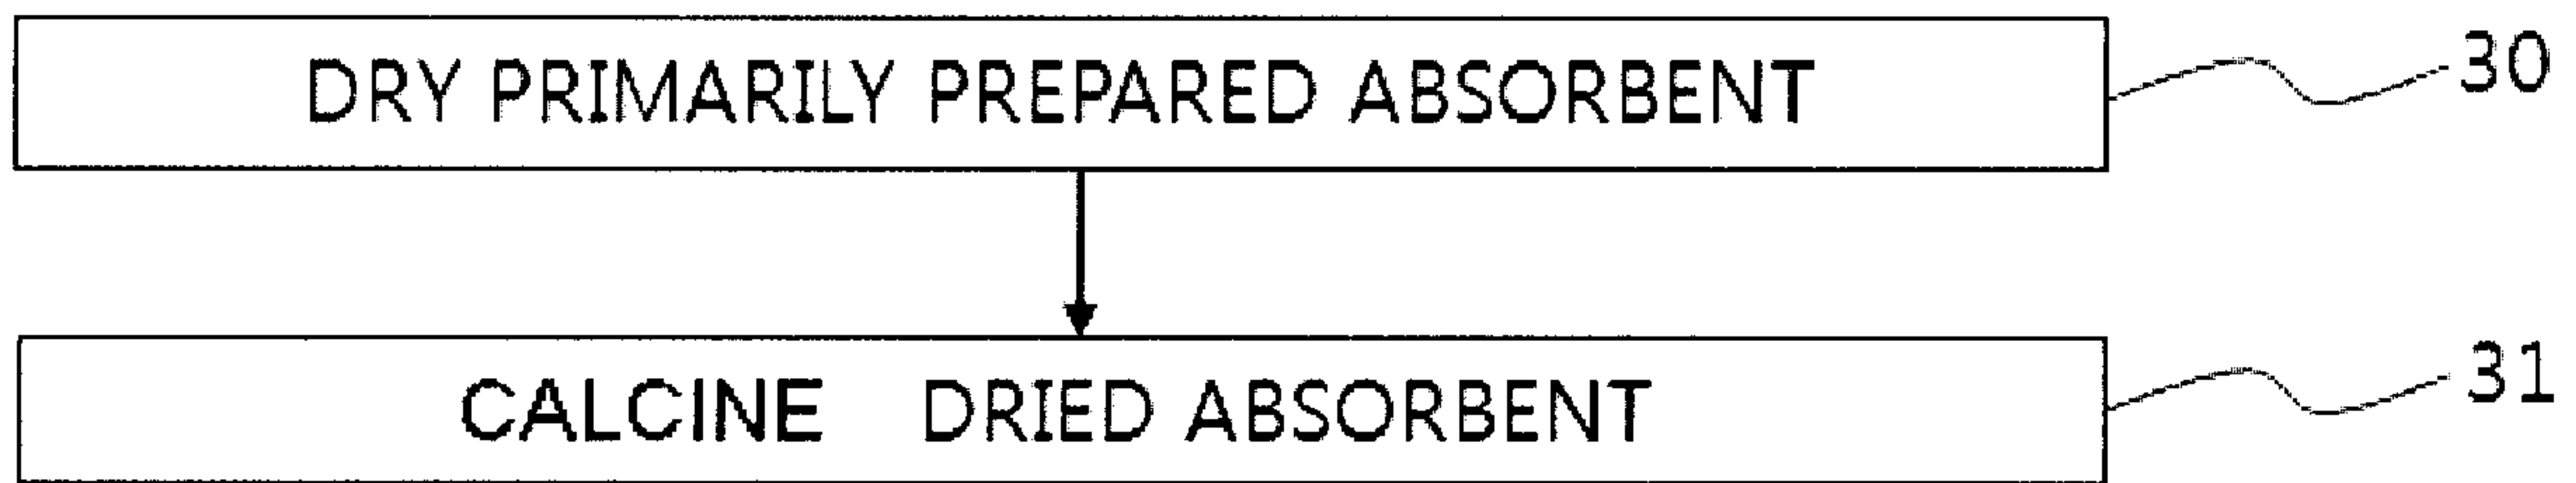 DRY PRIMARILY PREPARED ABSORBENT 30
CALCINE DRIED ABSORBENT 31